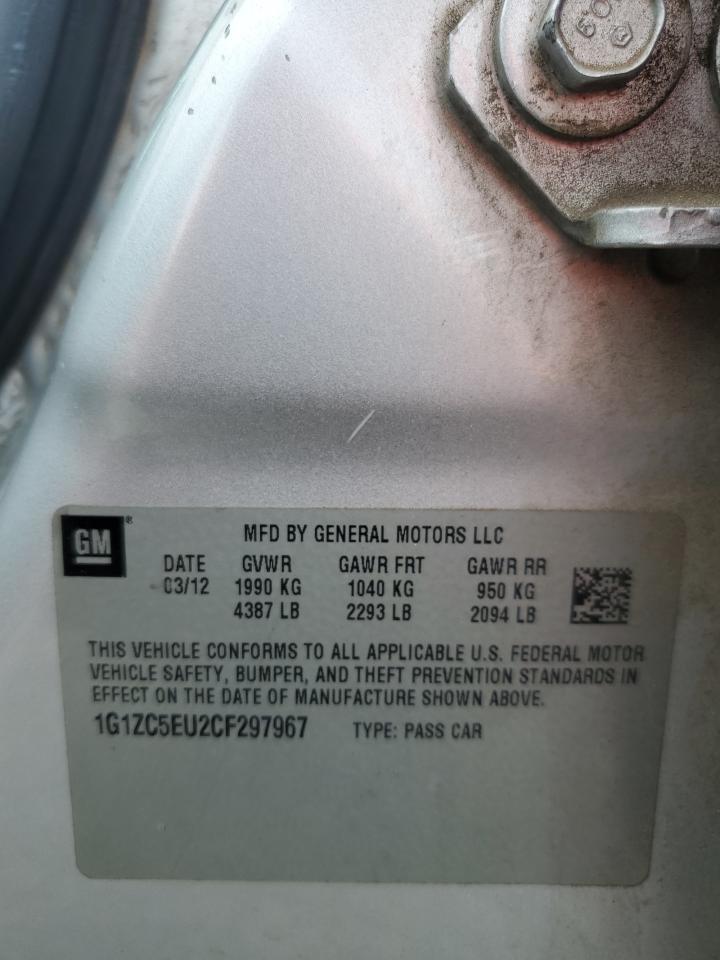 GM®
MFD BY GENERAL MOTORS LLC
DATE GVWR GAWR FRT GAWR RR
03/12 1990 KG 1040 KG 950 KG
4387 LB 2293 LB 2094 LB
THIS VEHICLE CONFORMS TO ALL APPLICABLE U.S. FEDERAL MOTOR
VEHICLE SAFETY, BUMPER, AND THEFT PREVENTION STANDARDS IN
EFFECT ON THE DATE OF MANUFACTURE SHOWN ABOVE.
1G1ZC5EU2CF297967 TYPE: PASS CAR